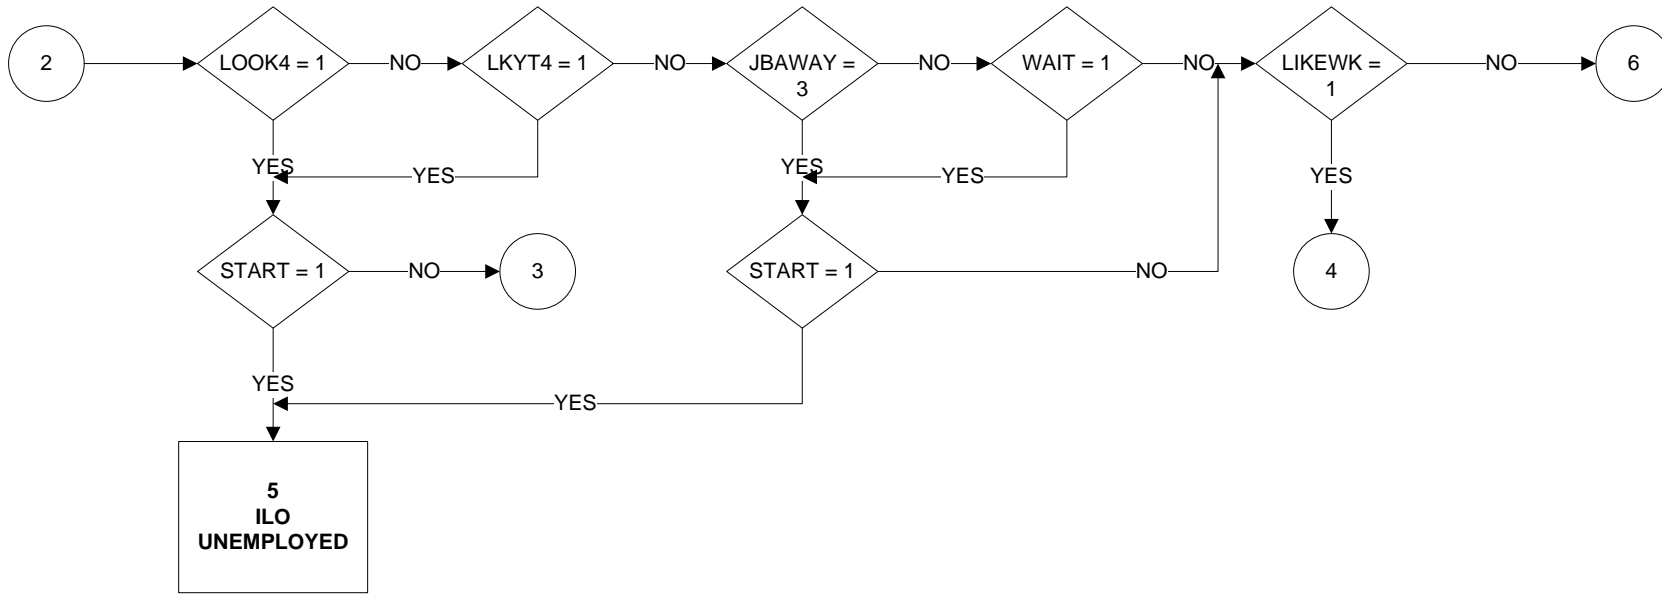 2
LOOK4 = 1
NO
LKYT4 = 1
NO
JBAWAY =
3
NO
WAIT = 1
NO
LIKEWK =
1
NO
6
YES
YES
YES
YES
YES
START = 1
NO
3
START = 1
NO
4
YES
YES
5
ILO
UNEMPLOYED